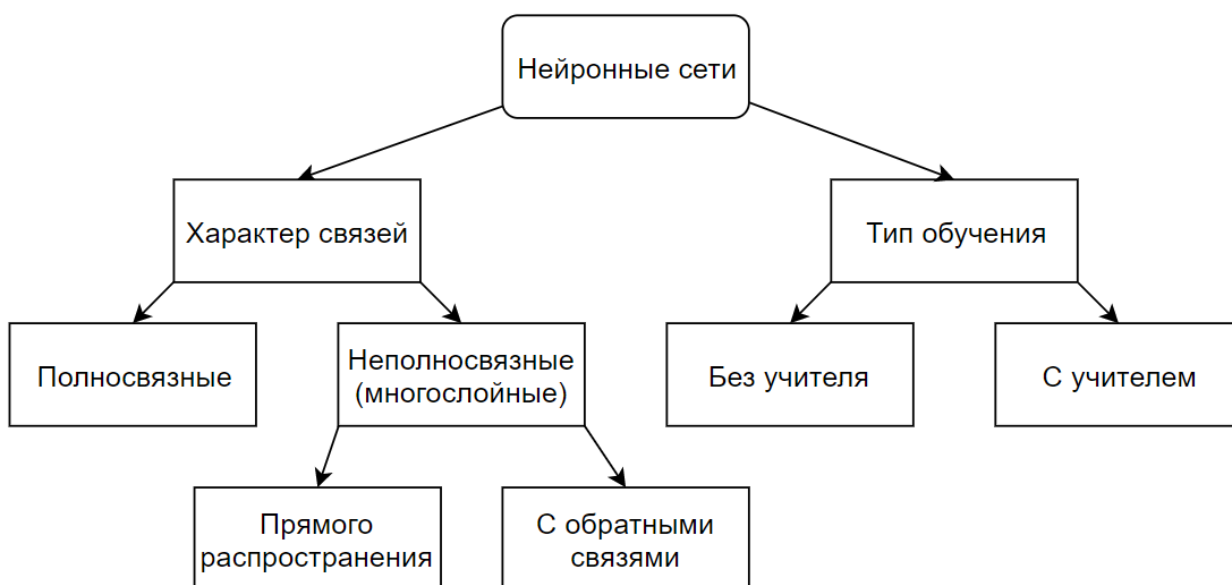 Нейронные сети
Характер связей
Тип обучения
Полносвязные
Неполносвязные
(многослойные)
Без учителя
С учителем
Прямого
распространения
С обратными
связями